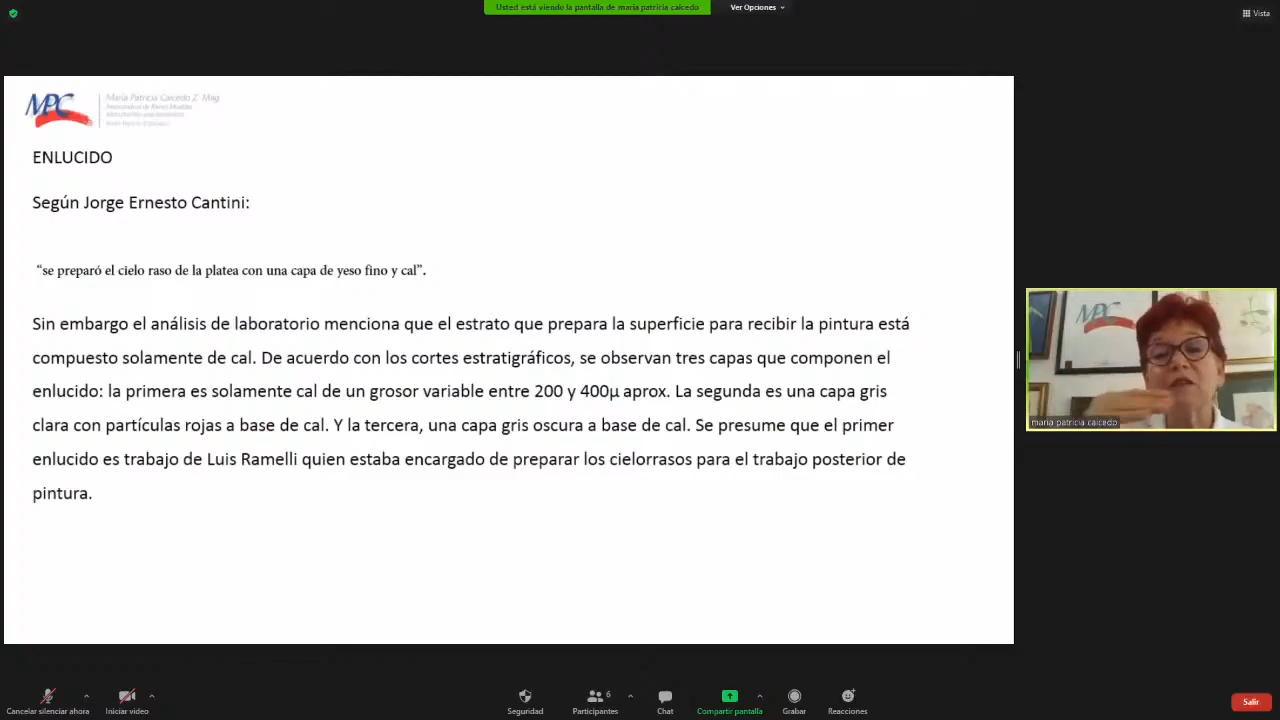 Usted está viendo la pantalla de maria patricia caicedo
Ver Opciones
Vista
MPC
María Patricia Caicedo Z. Mag.
ENLUCIDO
Según Jorge Ernesto Cantini:
“se preparó el cielo raso de la platea con una capa de yeso fino y cal”.
Sin embargo el análisis de laboratorio menciona que el estrato que prepara la superficie para recibir la pintura está
compuesto solamente de cal. De acuerdo con los cortes estratigráficos, se observan tres capas que componen el
enlucido: la primera es solamente cal de un grosor variable entre 200 y 400µ aprox. La segunda es una capa gris
clara con partículas rojas a base de cal. Y la tercera, una capa gris oscura a base de cal. Se presume que el primer
enlucido es trabajo de Luis Ramelli quien estaba encargado de preparar los cielorrasos para el trabajo posterior de
pintura.
MPC
maria patricia caicedo
Cancelar silenciar ahora
Iniciar video
Seguridad
Participantes
6
Chat
Compartir pantalla
Grabar
Reacciones
Salir